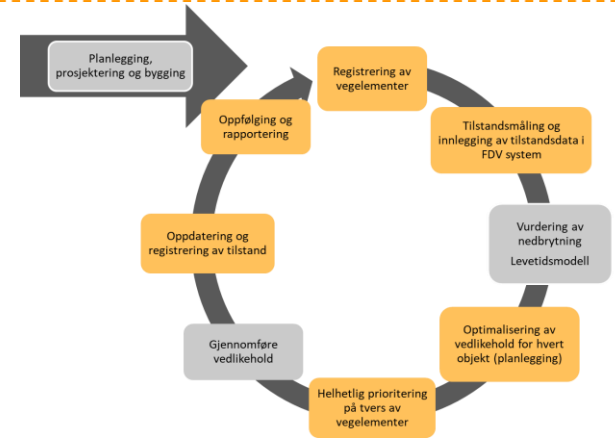 Planlegging,
prosjektering og bygging
Registrering av
vegelementer
Tilstandsmåling og
innlegging av tilstandsdata i
FDV system
Vurdering av
nedbrytning
Levetidsmodell
Optimalisering av
vedlikehold for hvert
objekt (planlegging)
Helhetlig prioritering
på tvers av
vegelementer
Gjennomføre
vedlikehold
Oppdatering og
registrering av tilstand
Oppfølging og
rapportering